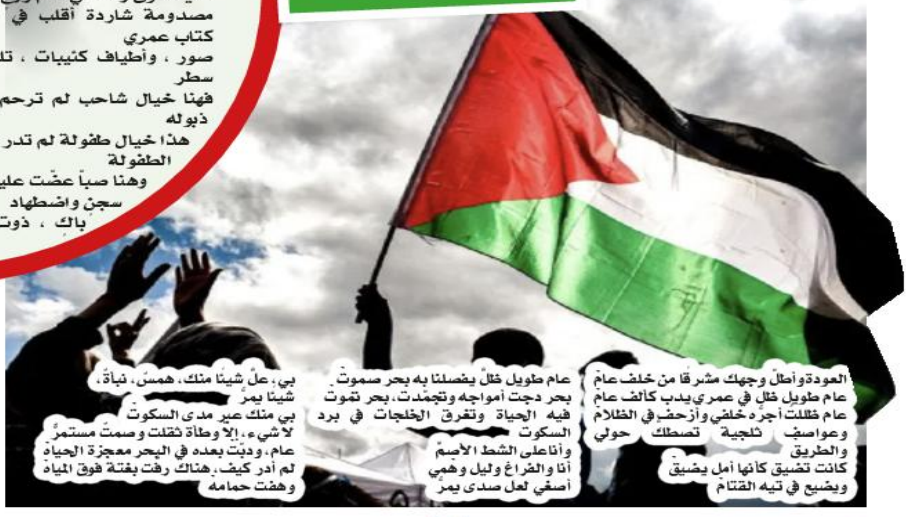 مصدومة شاردة أقلب في
كتاب عمري
صور ، وأطياف كئيبات ،
سطر
فهنا خيال شاحب لم ترحم
ذبوله
هذا خيال طفولة لم تدر
الطفولة
وهنا صباً عضّت
سجن واضطهاد
باكٍ ، ذوت
العودة وأطلّ وجهك مشرقًا من خلف عامْ
عام طويل ظل في عمري يدب كألف عامْ
عام ظللت أجرّه خلفي وأزحف في الظلامْ
وعواصف ثلجية تصطك حولي
والطريق
كانت تضيق كأنها أمل يضيقْ
ويضيع في تيه القتامْ
عام طويل ظلّ يفصلنا به بحر صموتْ
بحر دجت أمواجه وتجمّدت، بحر تموت
فيه الحياة وتغرق الخلجات في برد
السكوت
وأنا على الشط الأصمّ
أنا والفراغ وليل وهمي
أصغي لعل صدى يمرّ
بي، علّ شيئًا منك، همسٌ، نبأةٌ،
شيئا يمرّ
بي منك عبر مدى السكوتْ
لا شيء، إلا وطأة ثقلت وصمتٌ مستمرّ
عام، ودبّت بعده في البحر معجزة الحياهْ
لم أدر كيف، هناك رفت بغتة فوق المياهْ
وهفت حمامه